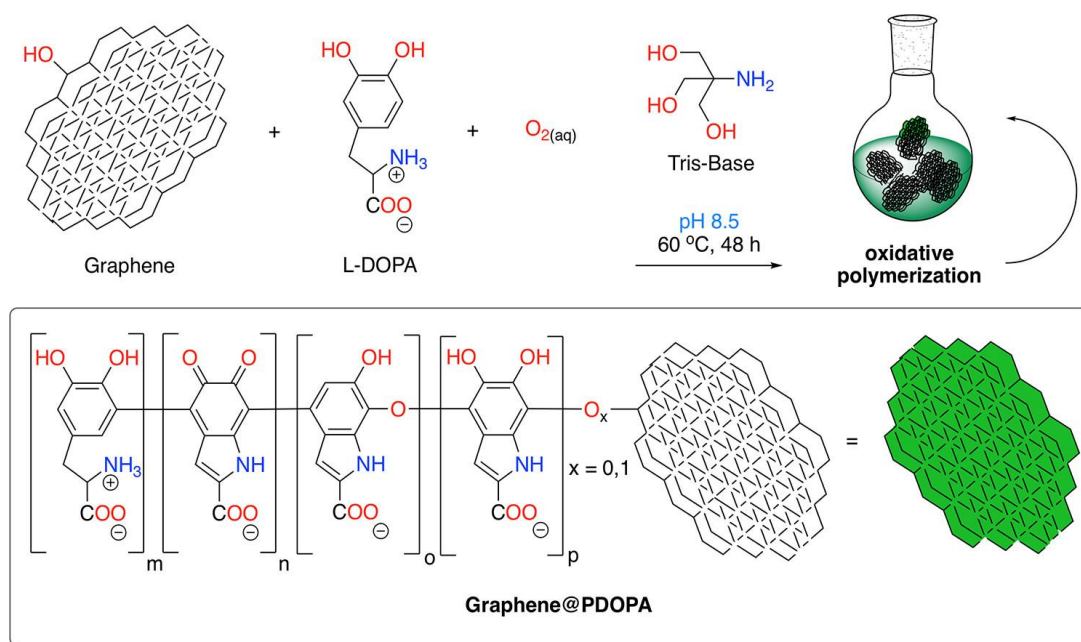 HO
HO OH
+
+
O2(aq)
NH3
⊕
COO
⊖
HO
NH2
HO
OH
Tris-Base
pH 8.5
60 ºC, 48 h
Graphene
L-DOPA
oxidative
polymerization
HO OH
O O
OH
HO OH
O
Ox
=
NH3
⊕
NH
NH
NH
x = 0,1
COO
⊖
COO
⊖
COO
⊖
COO
⊖
m
n
o
p
Graphene@PDOPA